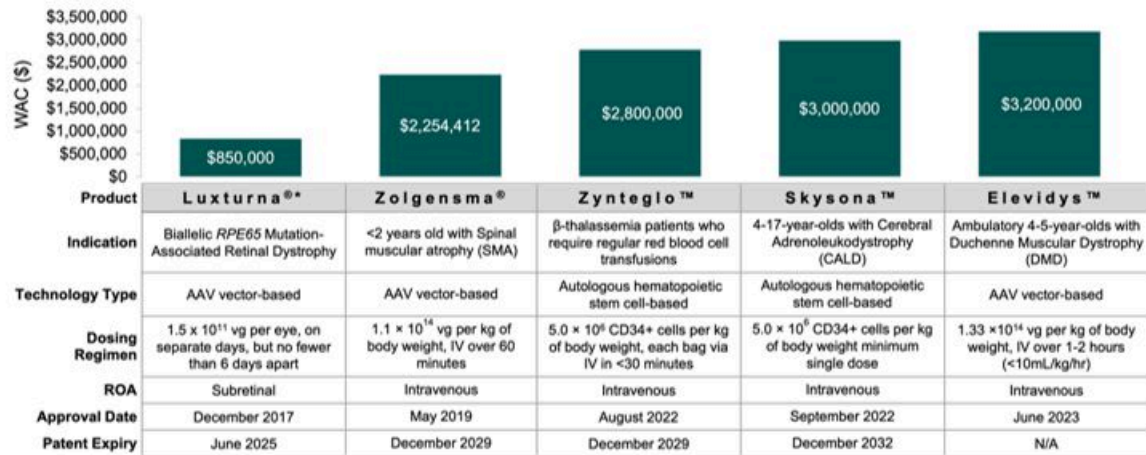 $3,500,000
$3,000,000
$2,500,000
$2,000,000
$1,500,000
$1,000,000
$500,000
$0
WAC ($)
$850,000
$2,254,412
$2,800,000
$3,000,000
$3,200,000
Product
Luxturna®*
Zolgensma®
Zynteglo™
Skysona™
Elevidys™
Indication
Biallelic RPE65 Mutation-
Associated Retinal Dystrophy
<2 years old with Spinal
muscular atrophy (SMA)
β-thalassemia patients who
require regular red blood cell
transfusions
4-17-year-olds with Cerebral
Adrenoleukodystrophy
(CALD)
Ambulatory 4-5-year-olds with
Duchenne Muscular Dystrophy
(DMD)
Technology Type
AAV vector-based
AAV vector-based
Autologous hematopoietic
stem cell-based
Autologous hematopoietic
stem cell-based
AAV vector-based
Dosing
Regimen
1.5 x 10¹¹ vg per eye, on
separate days, but no fewer
than 6 days apart
1.1 × 10¹⁴ vg per kg of
body weight, IV over 60
minutes
5.0 × 10⁶ CD34+ cells per kg
of body weight, each bag via
IV in <30 minutes
5.0 × 10⁶ CD34+ cells per kg
of body weight minimum
single dose
1.33 ×10¹⁴ vg per kg of body
weight, IV over 1-2 hours
(<10mL/kg/hr)
ROA
Subretinal
Intravenous
Intravenous
Intravenous
Intravenous
Approval Date
December 2017
May 2019
August 2022
September 2022
June 2023
Patent Expiry
June 2025
December 2029
December 2029
December 2032
N/A